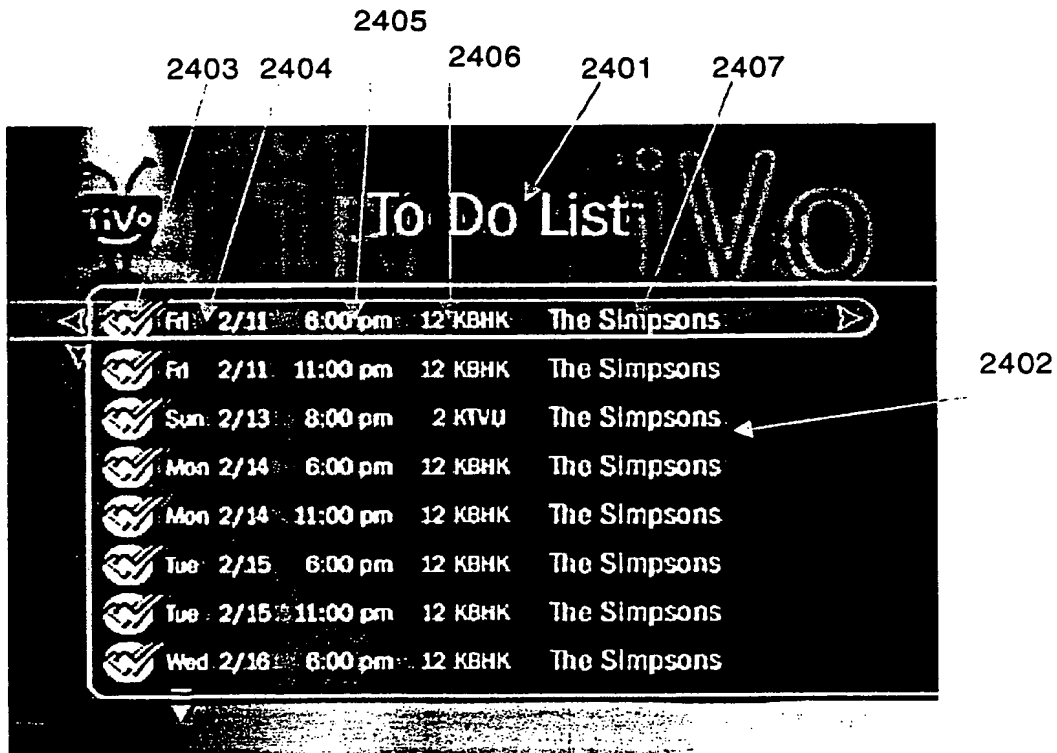 2405
2403 2404 2406 2401 2407
TiVo
To Do List
TiVo
Fri 2/11 6:00 pm 12 KBHK The Simpsons
Fri 2/11 11:00 pm 12 KBHK The Simpsons
2402
Sun 2/13 8:00 pm 2 KTVU The Simpsons
Mon 2/14 6:00 pm 12 KBHK The Simpsons
Mon 2/14 11:00 pm 12 KBHK The Simpsons
Tue 2/15 6:00 pm 12 KBHK The Simpsons
Tue 2/15 11:00 pm 12 KBHK The Simpsons
Wed 2/16 6:00 pm 12 KBHK The Simpsons